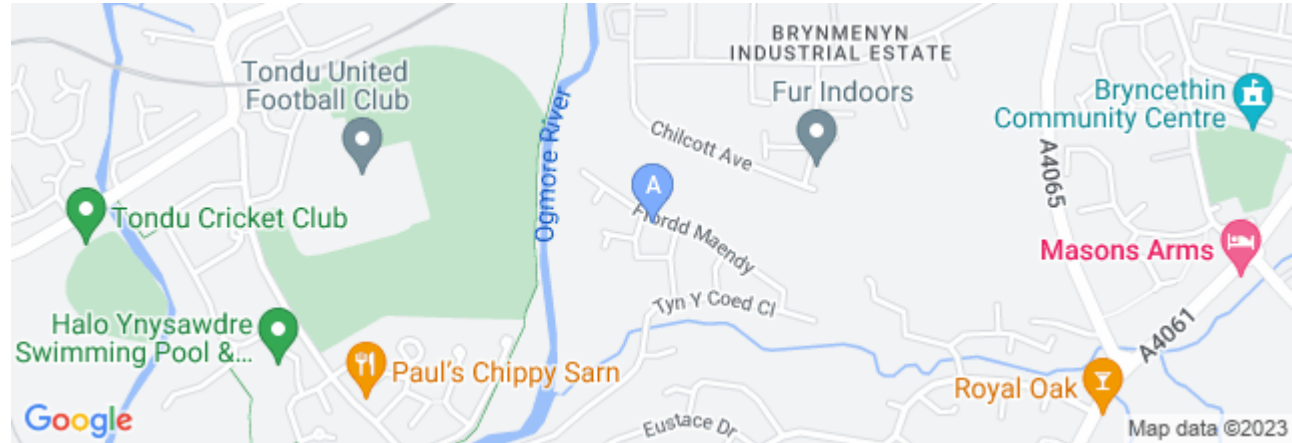 BRYNMENYN
INDUSTRIAL ESTATE
Tondu United
Football Club
Fur Indoors
Bryncethin
Community Centre
Ogmore River
Chilcott Ave
A4065
A
Tondu Cricket Club
Ffordd Maendy
Masons Arms
Tyn Y Coed Cl
Halo Ynysawdre
Swimming Pool &...
A4061
Paul's Chippy Sarn
Royal Oak
Google
Eustace Dr
Map data ©2023